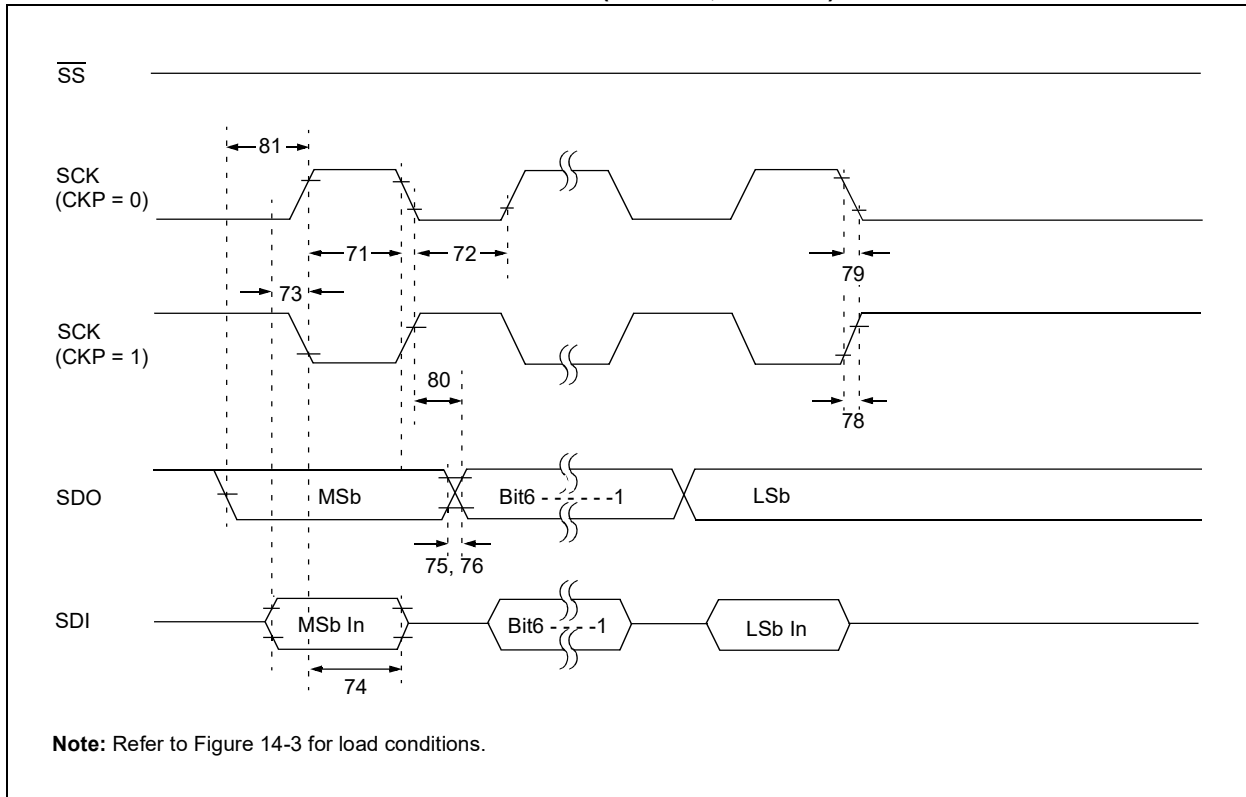 SS
81
SCK
(CKP = 0)
71
72
79
73
SCK
(CKP = 1)
80
78
SDO
MSb
Bit6 - - - - - - -1
LSb
75, 76
SDI
MSb In
Bit6 - - - - -1
LSb In
74
Note: Refer to Figure 14-3 for load conditions.